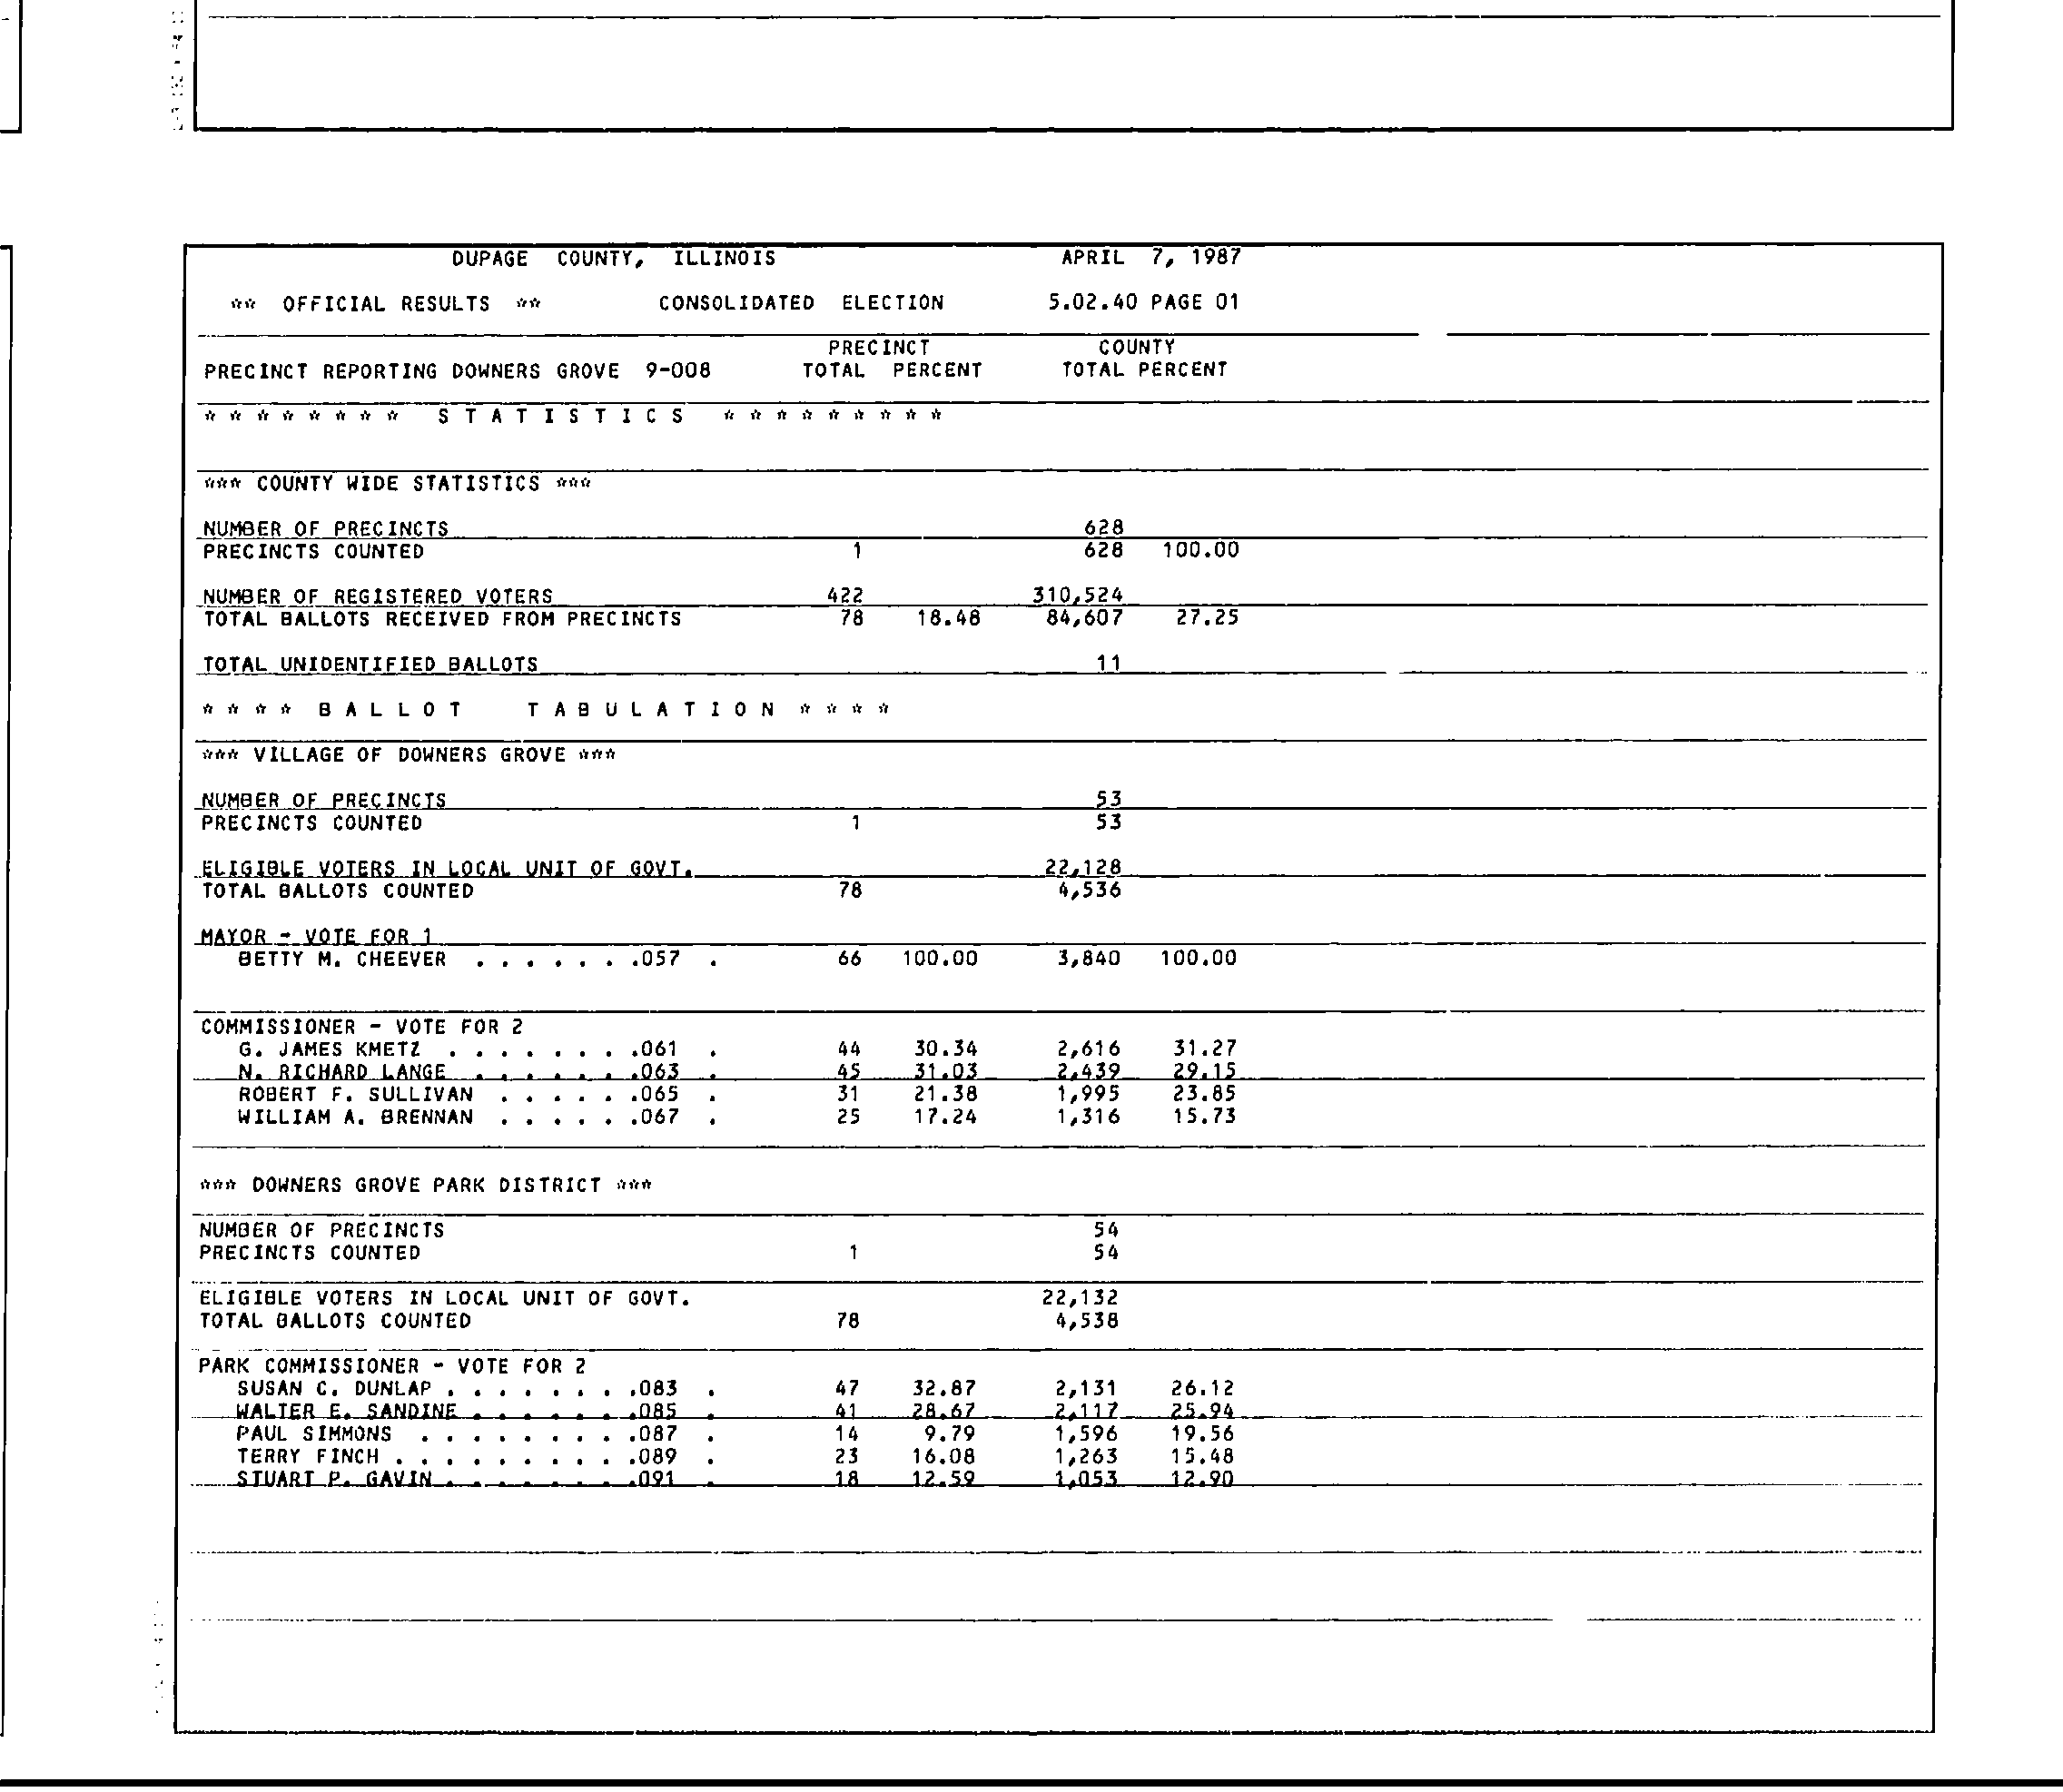 DUPAGE COUNTY, ILLINOIS APRIL 7, 1987
** OFFICIAL RESULTS ** CONSOLIDATED ELECTION 5.02.40 PAGE 01
PRECINCT COUNTY
PRECINCT REPORTING DOWNERS GROVE 9-008 TOTAL PERCENT TOTAL PERCENT
* * * * * * * * S T A T I S T I C S * * * * * * * * *
*** COUNTY WIDE STATISTICS ***
NUMBER OF PRECINCTS 628
PRECINCTS COUNTED 1 628 100.00
NUMBER OF REGISTERED VOTERS 422 310,524
TOTAL BALLOTS RECEIVED FROM PRECINCTS 78 18.48 84,607 27.25
TOTAL UNIDENTIFIED BALLOTS 11
* * * * B A L L O T T A B U L A T I O N * * * *
*** VILLAGE OF DOWNERS GROVE ***
NUMBER OF PRECINCTS 53
PRECINCTS COUNTED 1 53
ELIGIBLE VOTERS IN LOCAL UNIT OF GOVT. 22,128
TOTAL BALLOTS COUNTED 78 4,536
MAYOR - VOTE FOR 1
BETTY M. CHEEVER . . . . . . .057 . 66 100.00 3,840 100.00
COMMISSIONER - VOTE FOR 2
G. JAMES KMETZ . . . . . . . .061 . 44 30.34 2,616 31.27
N. RICHARD LANGE . . . . . . .063 . 45 31.03 2,439 29.15
ROBERT F. SULLIVAN . . . . . .065 . 31 21.38 1,995 23.85
WILLIAM A. BRENNAN . . . . . .067 . 25 17.24 1,316 15.73
*** DOWNERS GROVE PARK DISTRICT ***
NUMBER OF PRECINCTS 54
PRECINCTS COUNTED 1 54
ELIGIBLE VOTERS IN LOCAL UNIT OF GOVT. 22,132
TOTAL BALLOTS COUNTED 78 4,538
PARK COMMISSIONER - VOTE FOR 2
SUSAN C. DUNLAP . . . . . . . .083 . 47 32.87 2,131 26.12
WALTER E. SANDINE . . . . . . .085 . 41 28.67 2,117 25.94
PAUL SIMMONS . . . . . . . . .087 . 14 9.79 1,596 19.56
TERRY FINCH . . . . . . . . . .089 . 23 16.08 1,263 15.48
STUART P. GAVIN . . . . . . . .091 . 18 12.59 1,053 12.90